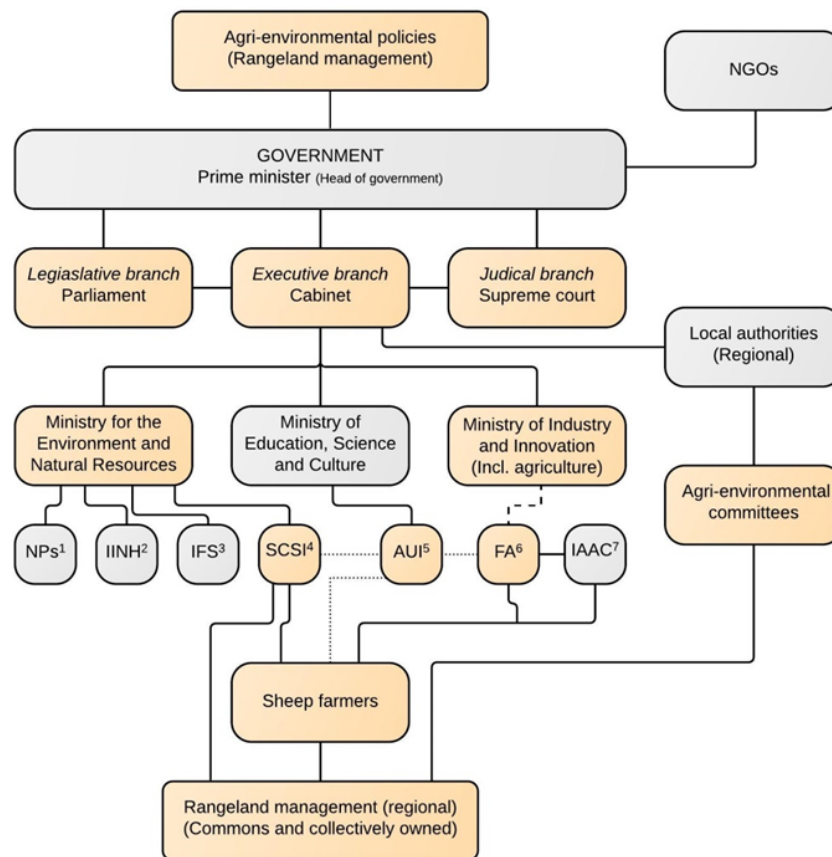 Agri-environmental policies
(Rangeland management)
NGOs
GOVERNMENT
Prime minister (Head of government)
Legiaslative branch
Parliament
Executive branch
Cabinet
Judical branch
Supreme court
Local authorities
(Regional)
Ministry for the
Environment and
Natural Resources
Ministry of
Education, Science
and Culture
Ministry of Industry
and Innovation
(Incl. agriculture)
Agri-environmental
committees
NPs¹
IINH²
IFS³
SCSI⁴
AUI⁵
FA⁶
IAAC⁷
Sheep farmers
Rangeland management (regional)
(Commons and collectively owned)